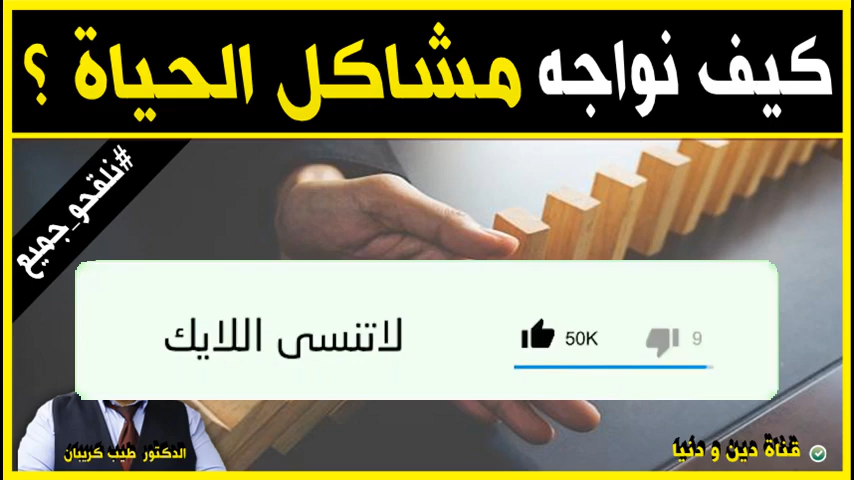 كيف نواجه مشاكل الحياة ؟
#نلقحو_جميع
لاتنسى اللايك
50K
9
الدكتور طيب كريبان
قناة دين و دنيا